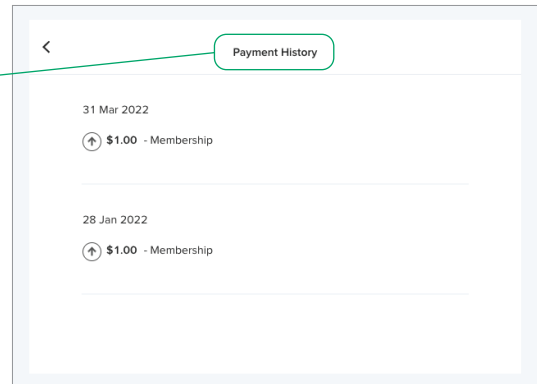 Payment History
31 Mar 2022
$1.00 - Membership
28 Jan 2022
$1.00 - Membership